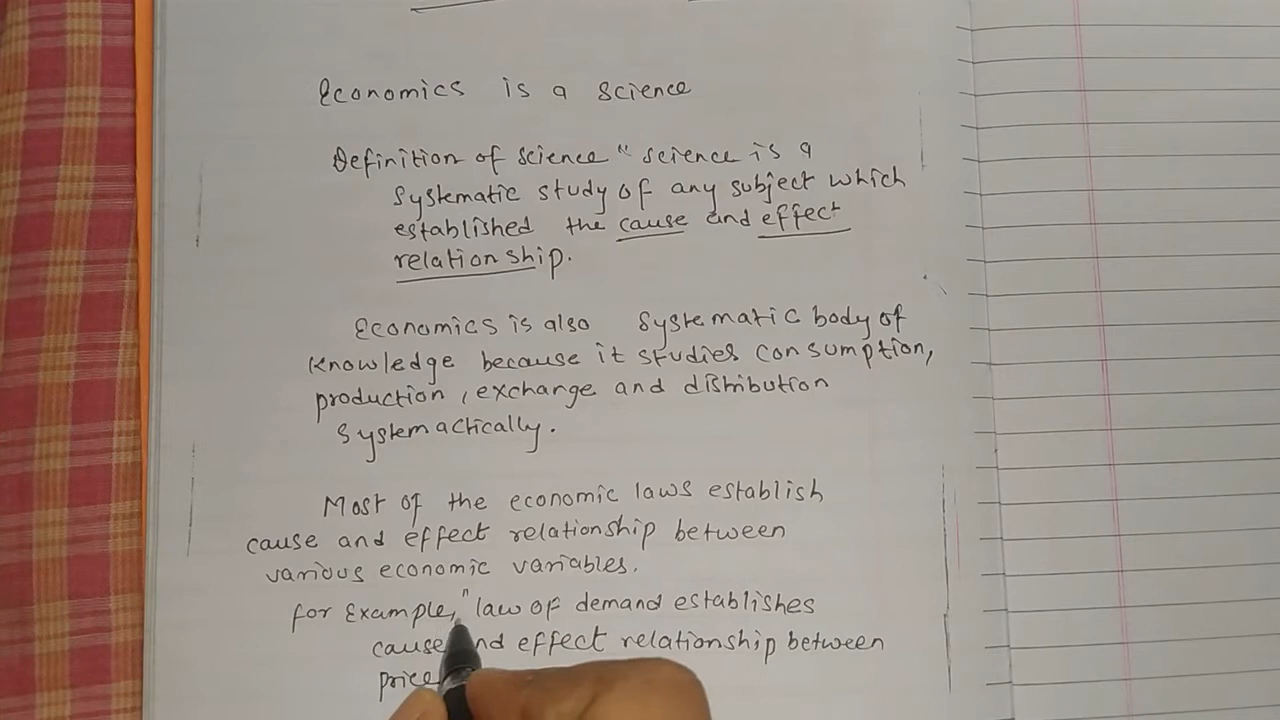 Economics is a science
Definition of science " science is a
systematic study of any subject which
established the cause and effect
relationship.
Economics is also systematic body of
knowledge because it studies consumption,
production, exchange and distribution
systemactically.
Most of the economic laws establish
cause and effect relationship between
various economic variables.
for Example, "law of demand establishes
cause and effect relationship between
price